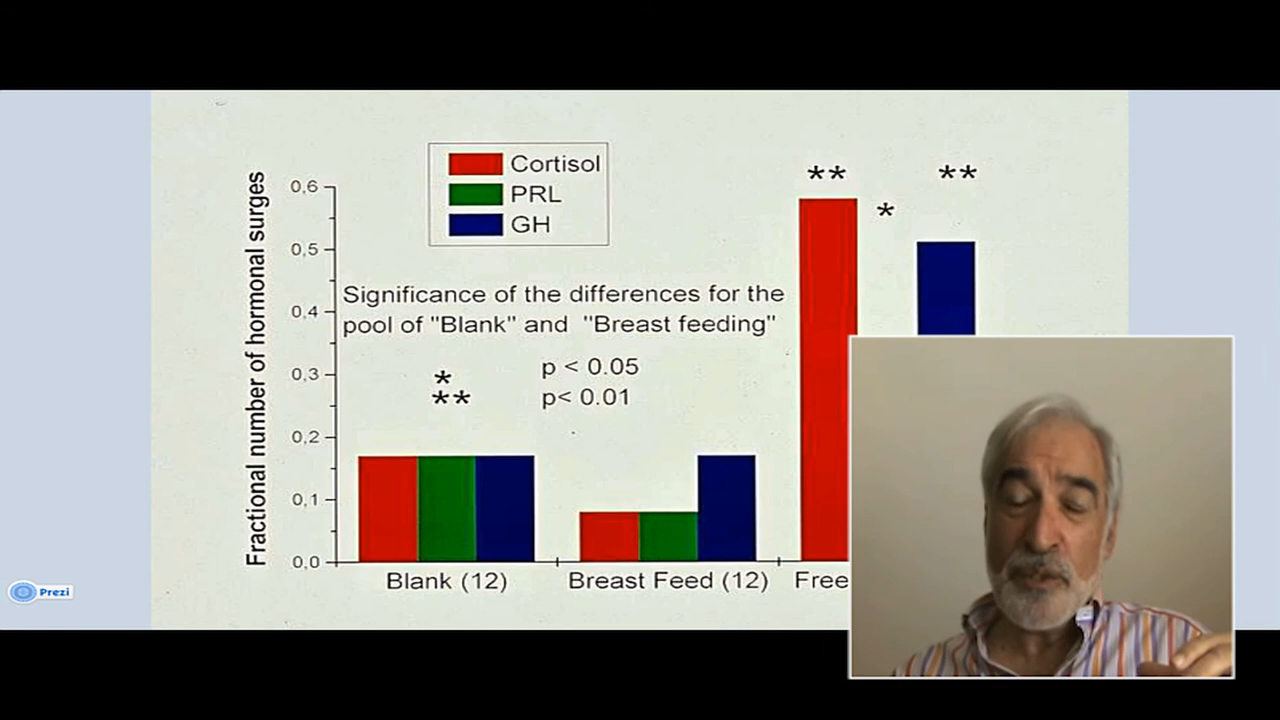 Cortisol
PRL
GH
**
**
*
Fractional number of hormonal surges
0,6
0,5
0,4
0,3
0,2
0,1
0,0
Significance of the differences for the
pool of "Blank" and "Breast feeding"
* p < 0.05
** p< 0.01
Blank (12)
Breast Feed (12)
Free
Prezi